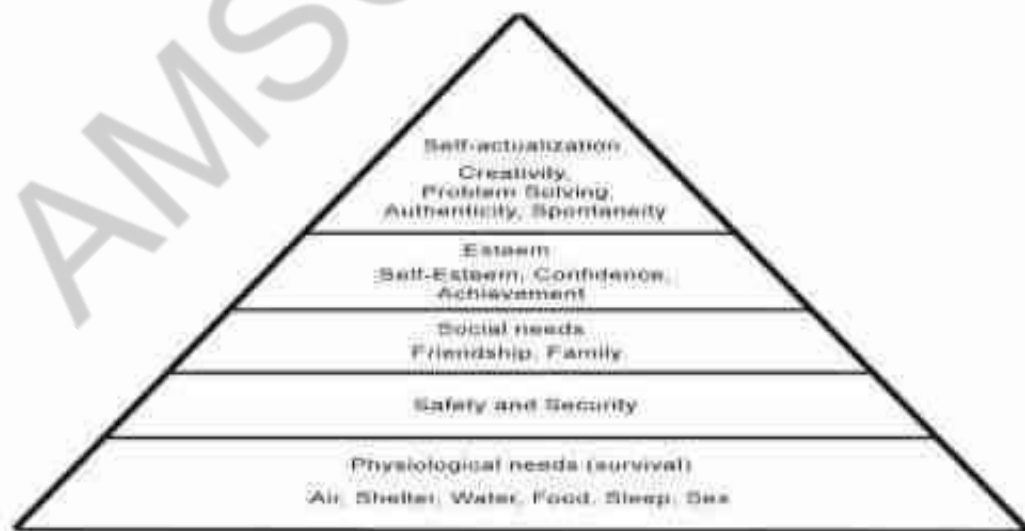 AMSC
Self-actualization
Creativity,
Problem Solving,
Authenticity, Spontaneity
Esteem
Self-Esteem, Confidence,
Achievement
Social needs
Friendship, Family
Safety and Security
Physiological needs (survival)
Air, Shelter, Water, Food, Sleep, Sex